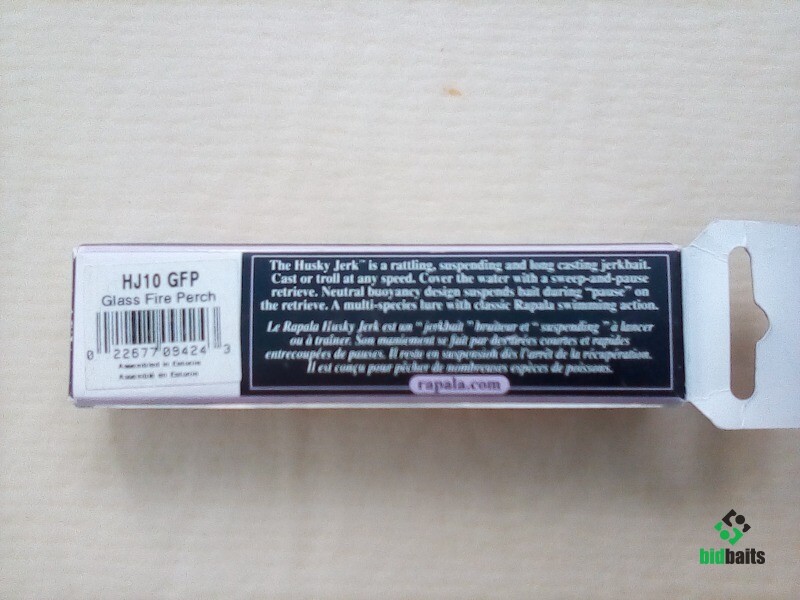 HJ10 GFP
Glass Fire Perch
0 22677 09424 3
Assembled in Estonia
Assemblé en Estonie
The Husky Jerk™ is a rattling, suspending and long casting jerkbait.
Cast or troll at any speed. Cover the water with a sweep-and-pause
retrieve. Neutral buoyancy design suspends bait during "pause" on
the retrieve. A multi-species lure with classic Rapala swimming action.
Le Rapala Husky Jerk est un "jerkbait" bruiteur et "suspending" à lancer
ou à traîner. Son maniement se fait par des tirées courtes et rapides
entrecoupées de pauses. Il reste en suspension dès l'arrêt de la récupération.
Il est conçu pour pêcher de nombreuses espèces de poissons.
rapala.com
bidbaits